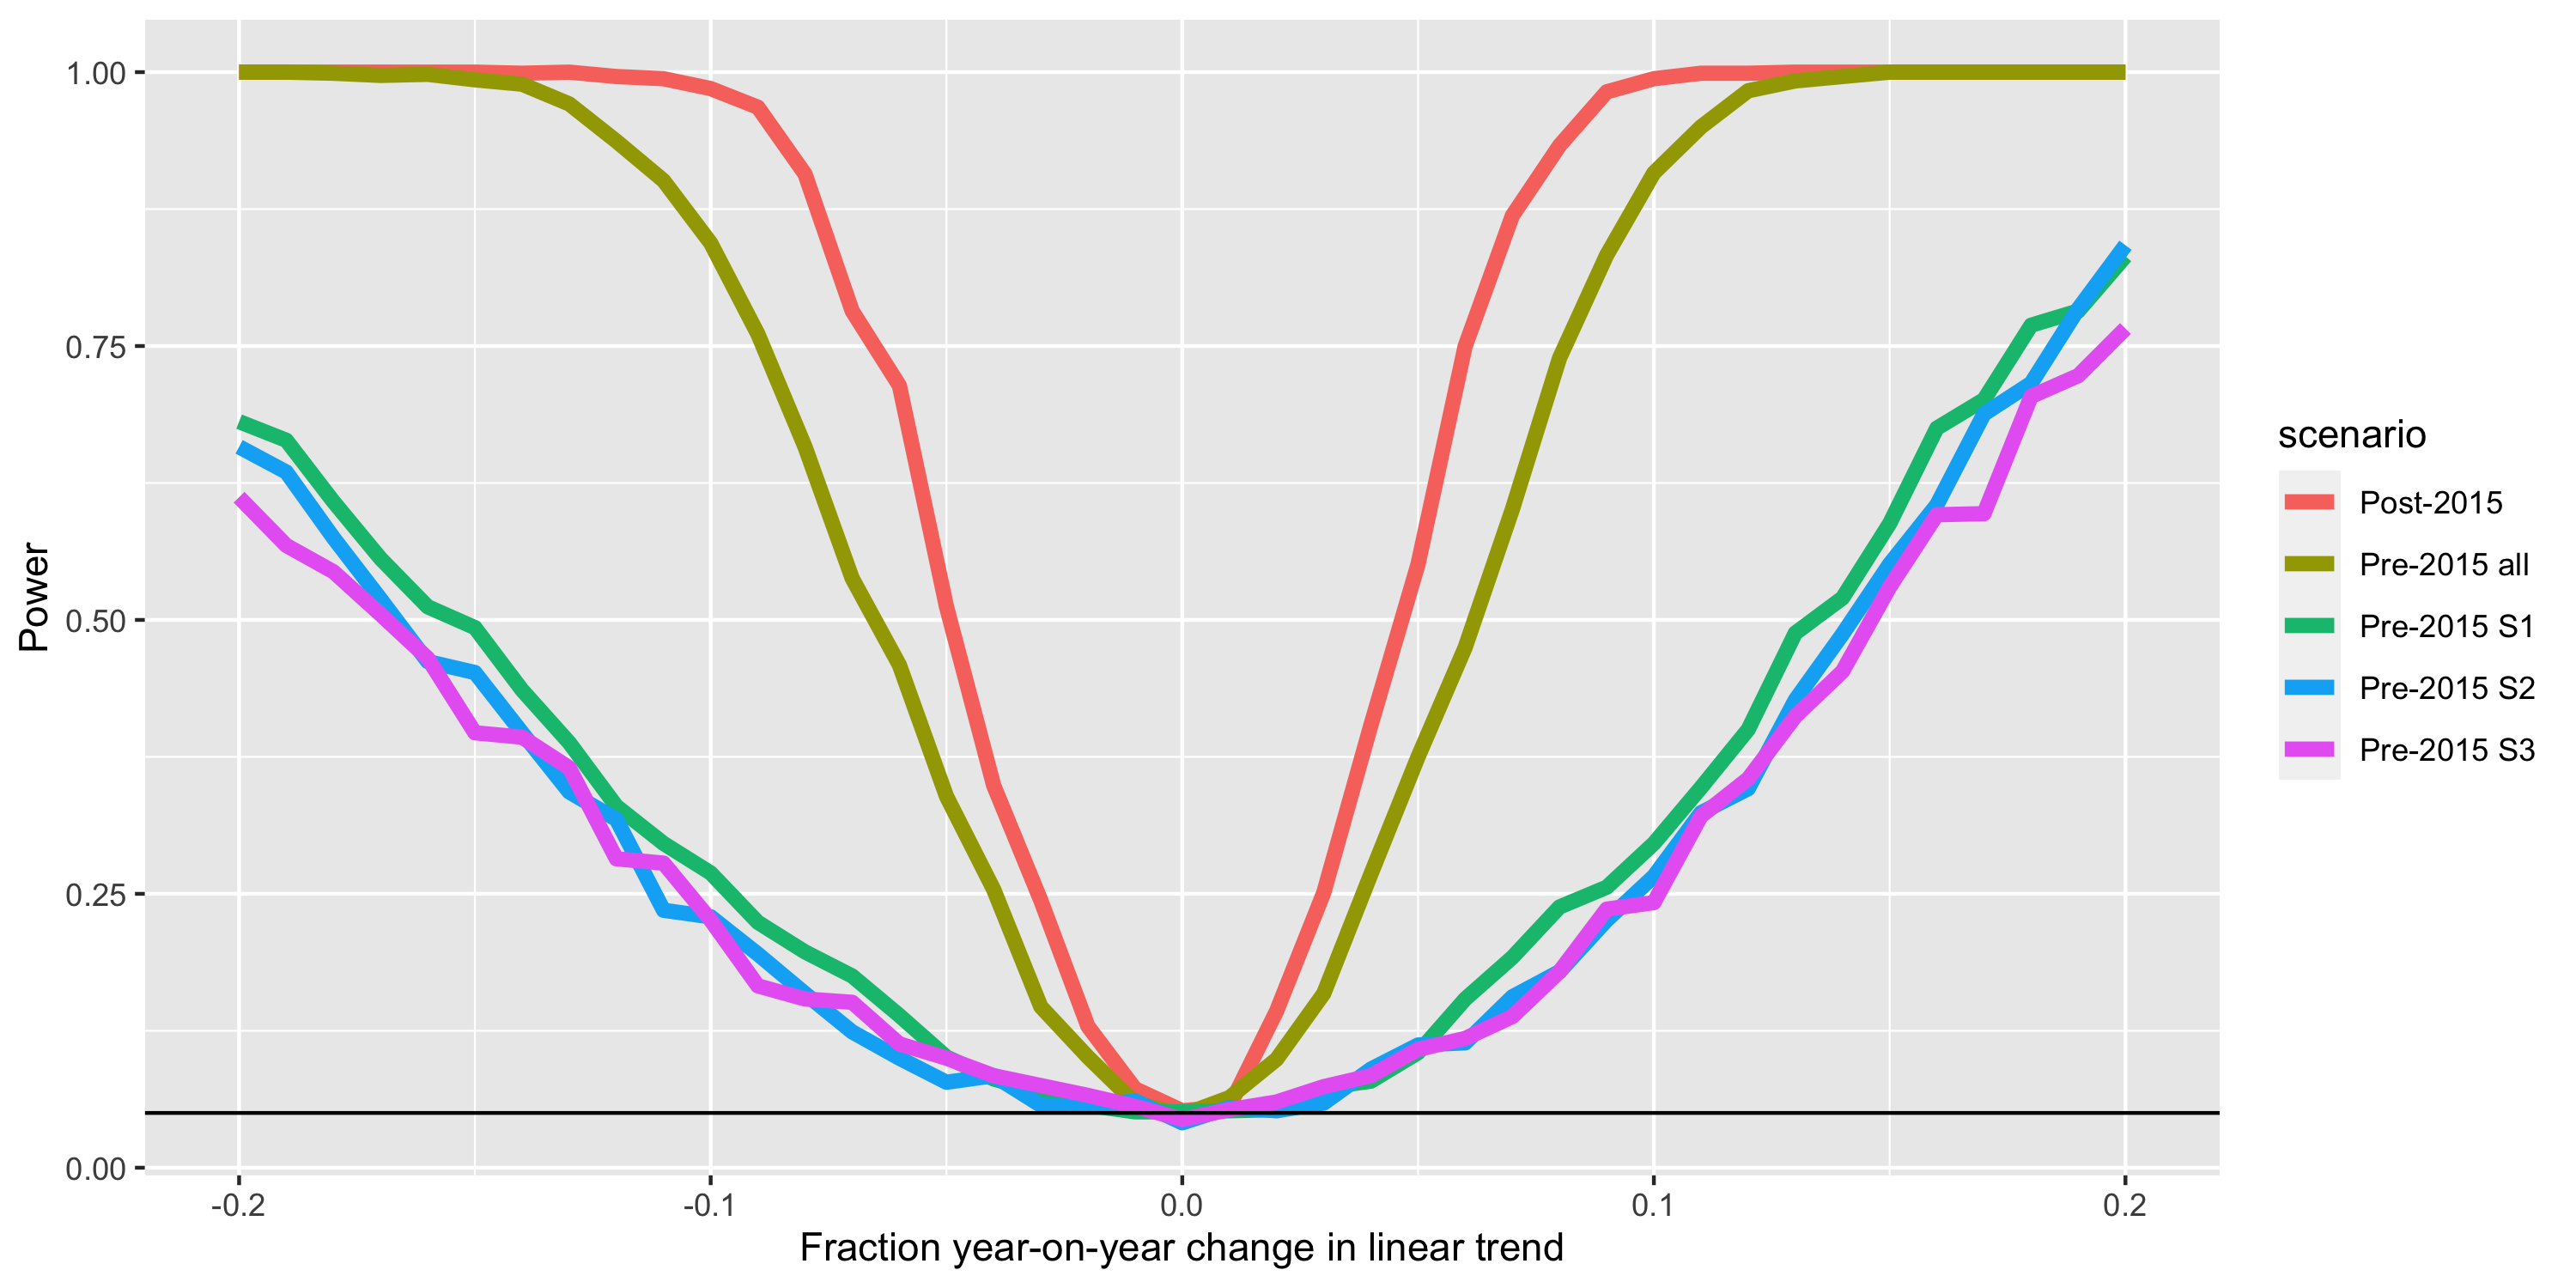 1.00
0.75
0.50
0.25
0.00
Power
-0.2
-0.1
0.0
0.1
0.2
Fraction year-on-year change in linear trend
scenario
Post-2015
Pre-2015 all
Pre-2015 S1
Pre-2015 S2
Pre-2015 S3